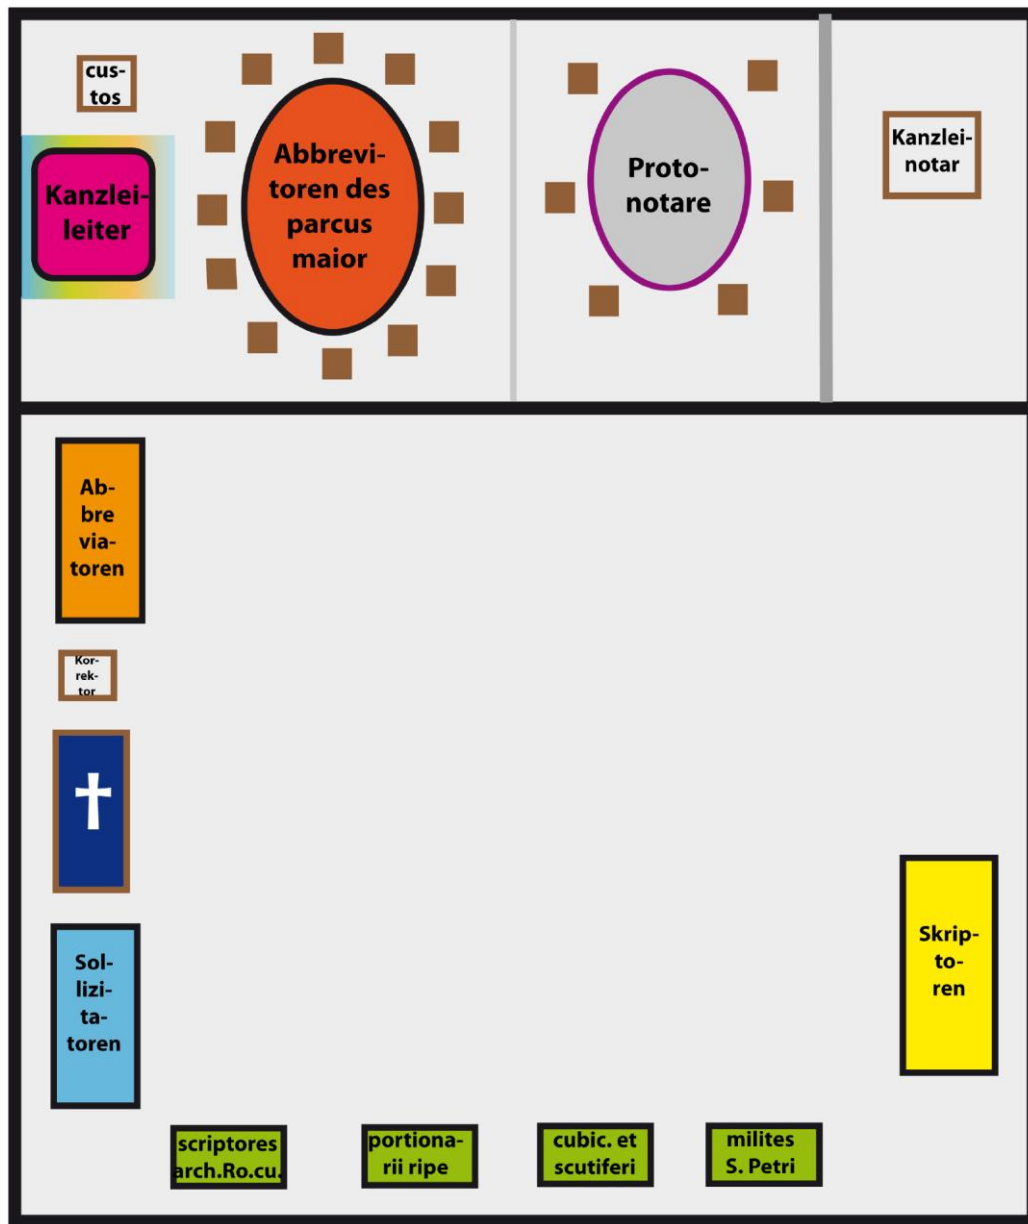 cus-
tos
Kanzlei-
leiter
Abbrevi-
toren des
parcus
maior
Proto-
notare
Kanzlei-
notar
Ab-
bre
via-
toren
Kor-
rek-
tor
Sol-
lizi-
ta-
toren
Skrip-
to-
ren
scriptores
arch.Ro.cu.
portiona-
rii ripe
cubic. et
scutiferi
milites
S. Petri